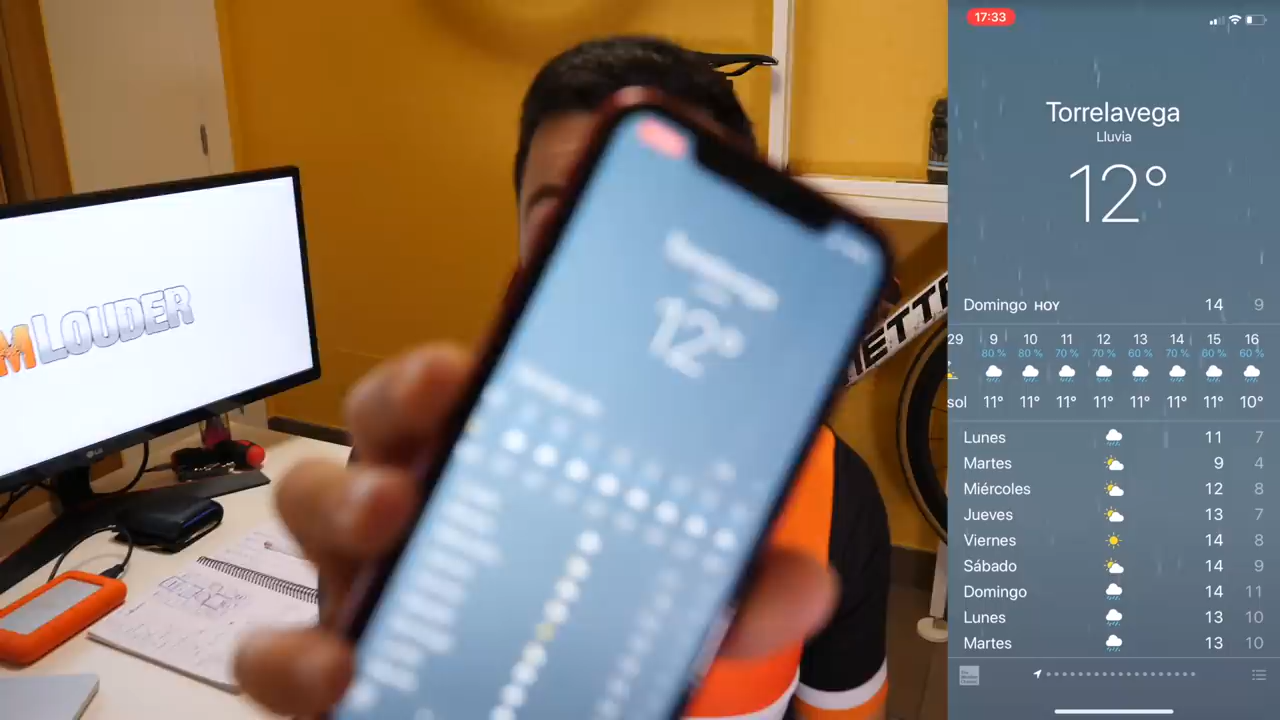 MLOUDER
LG
12°
ETT
17:33
Torrelavega
Lluvia
12°
Domingo HOY 14 9
29 9 10 11 12 13 14 15 16
80 % 80 % 70 % 70 % 60 % 70 % 60 % 60 %
sol 11° 11° 11° 11° 11° 11° 11° 10°
Lunes 11 7
Martes 9 4
Miércoles 12 8
Jueves 13 7
Viernes 14 8
Sábado 14 9
Domingo 14 11
Lunes 13 10
Martes 13 10